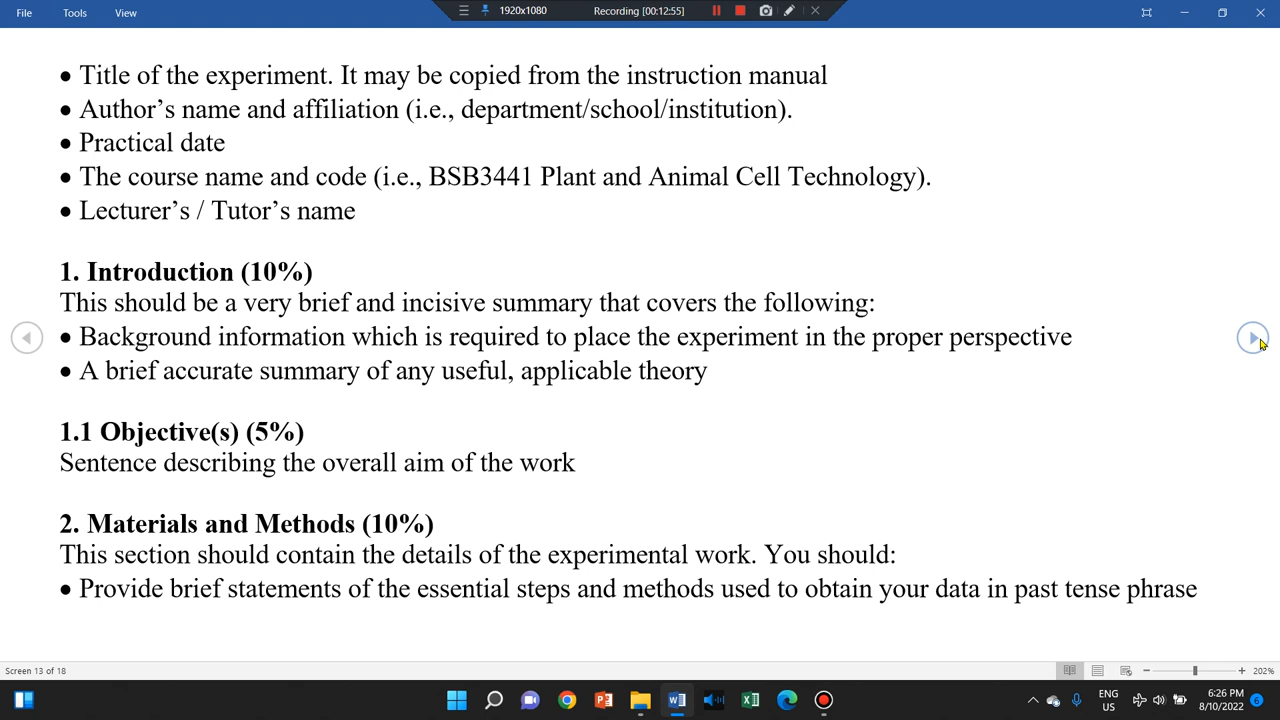 File Tools View 1920x1080 Recording [00:12:55]
• Title of the experiment. It may be copied from the instruction manual
• Author’s name and affiliation (i.e., department/school/institution).
• Practical date
• The course name and code (i.e., BSB3441 Plant and Animal Cell Technology).
• Lecturer’s / Tutor’s name
1. Introduction (10%)
This should be a very brief and incisive summary that covers the following:
• Background information which is required to place the experiment in the proper perspective
• A brief accurate summary of any useful, applicable theory
1.1 Objective(s) (5%)
Sentence describing the overall aim of the work
2. Materials and Methods (10%)
This section should contain the details of the experimental work. You should:
• Provide brief statements of the essential steps and methods used to obtain your data in past tense phrase
Screen 13 of 18 202%
ENG 6:26 PM
US 8/10/2022 6